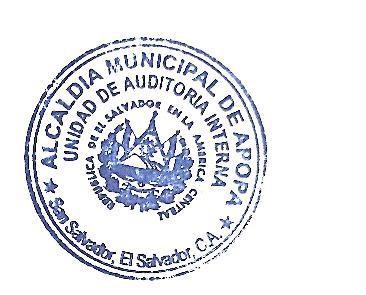 ALCALDIA MUNICIPAL DE APOPA
UNIDAD DE AUDITORIA INTERNA
REPUBLICA DE EL SALVADOR EN LA AMERICA CENTRAL
San Salvador, El Salvador, C.A.